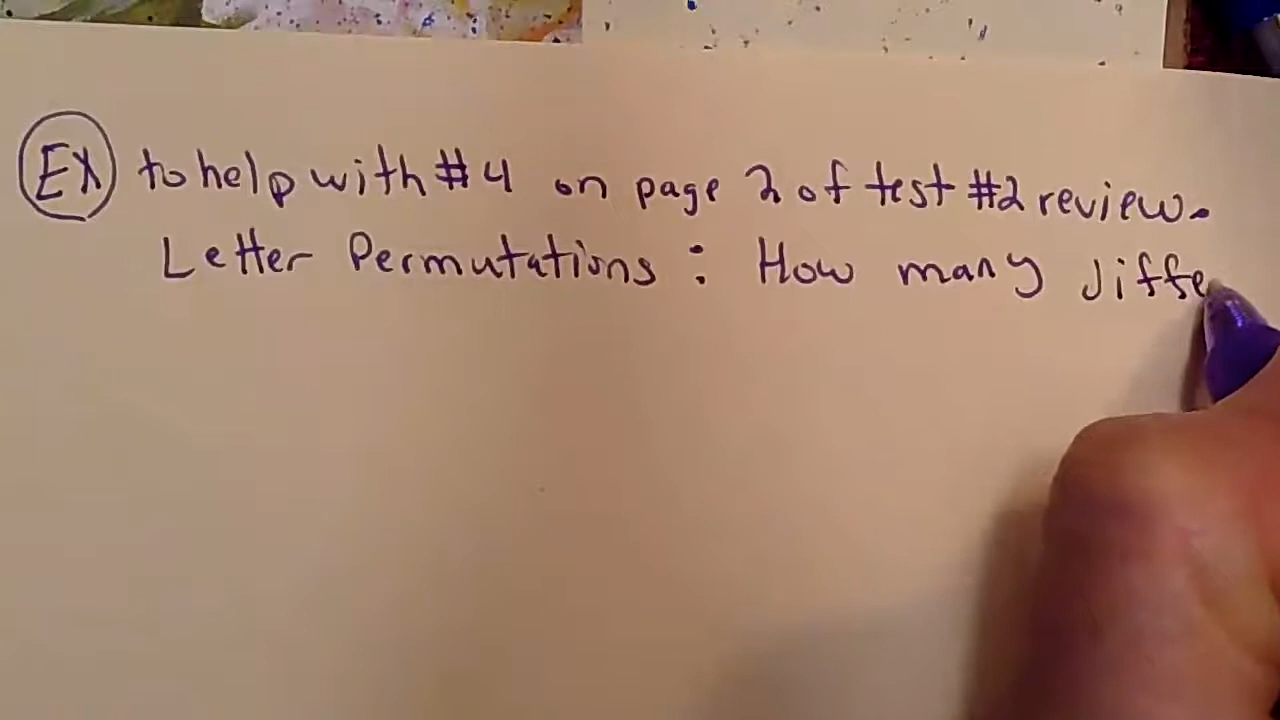 EX to help with #4 on page 2 of test #2 review.
Letter Permutations : How many diffe